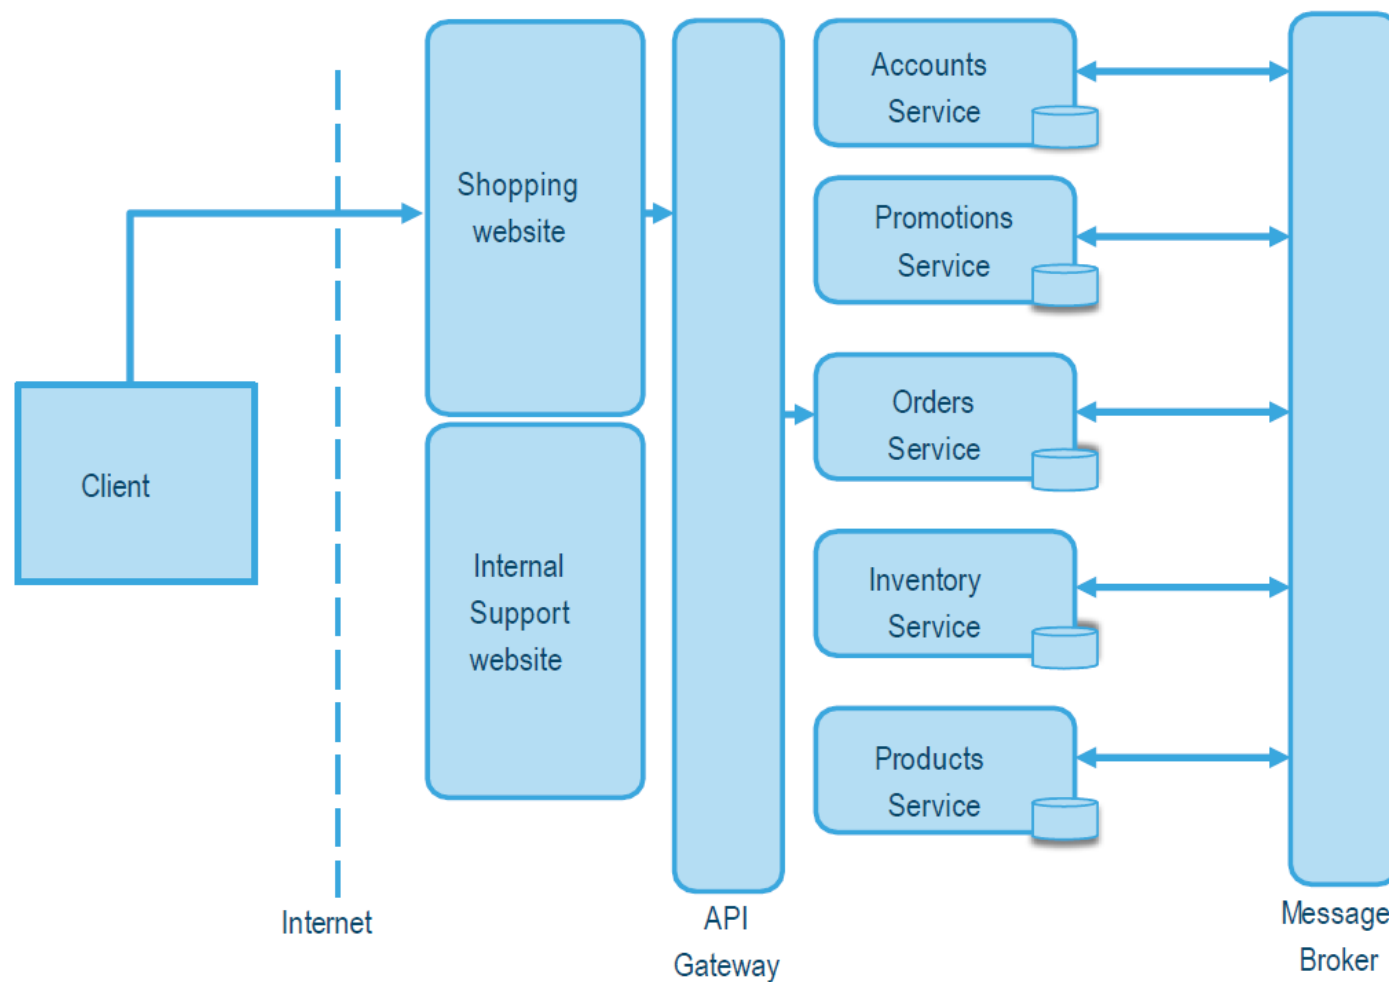 Client
Internet
Shopping
website
Internal
Support
website
API
Gateway
Accounts
Service
Promotions
Service
Orders
Service
Inventory
Service
Products
Service
Message
Broker